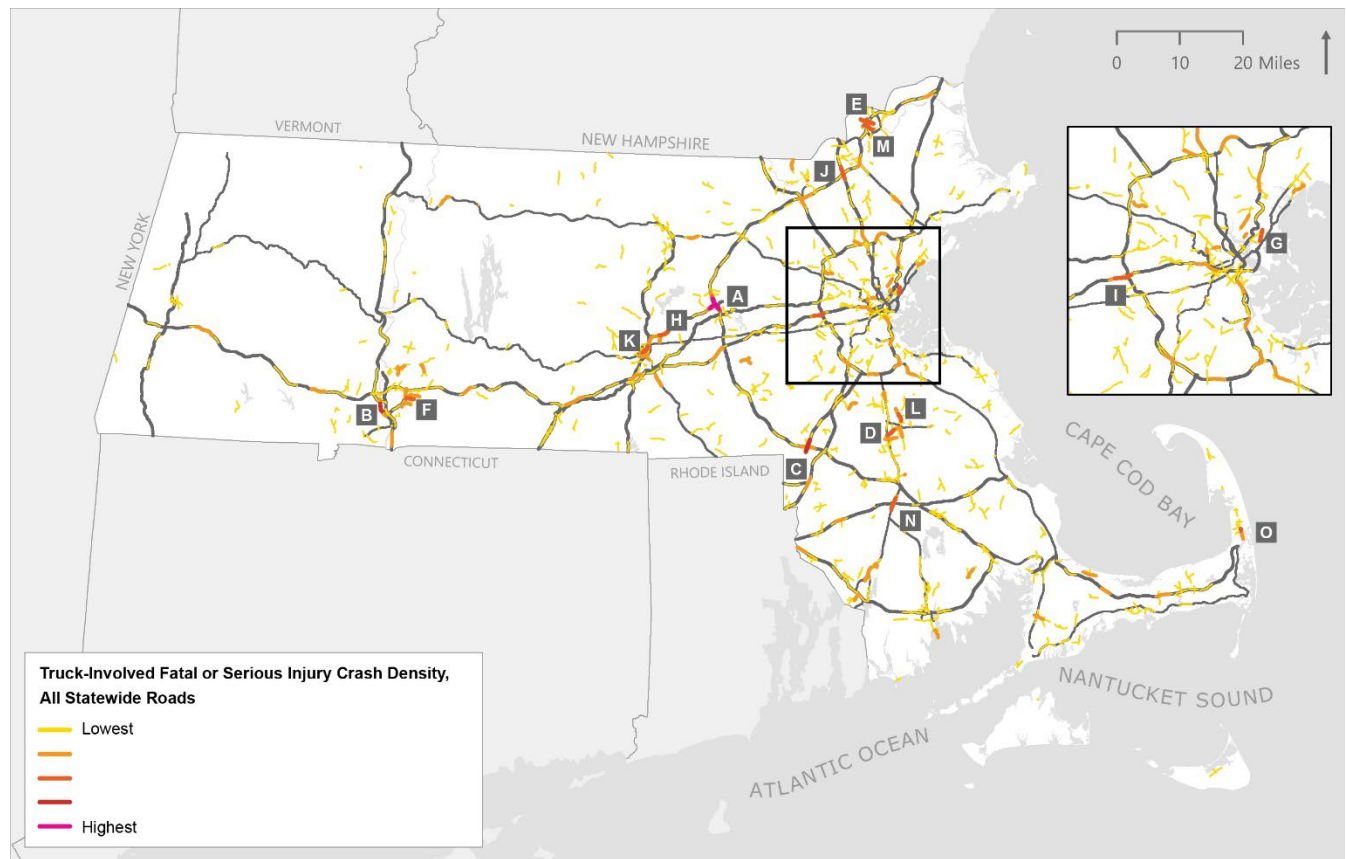 0 10 20 Miles
VERMONT
NEW HAMPSHIRE
NEW YORK
E
M
J
G
I
A
H
K
B
F
L
D
C
N
O
CONNECTICUT
RHODE ISLAND
CAPE COD BAY
NANTUCKET SOUND
ATLANTIC OCEAN
Truck-Involved Fatal or Serious Injury Crash Density,
All Statewide Roads
Lowest
Highest